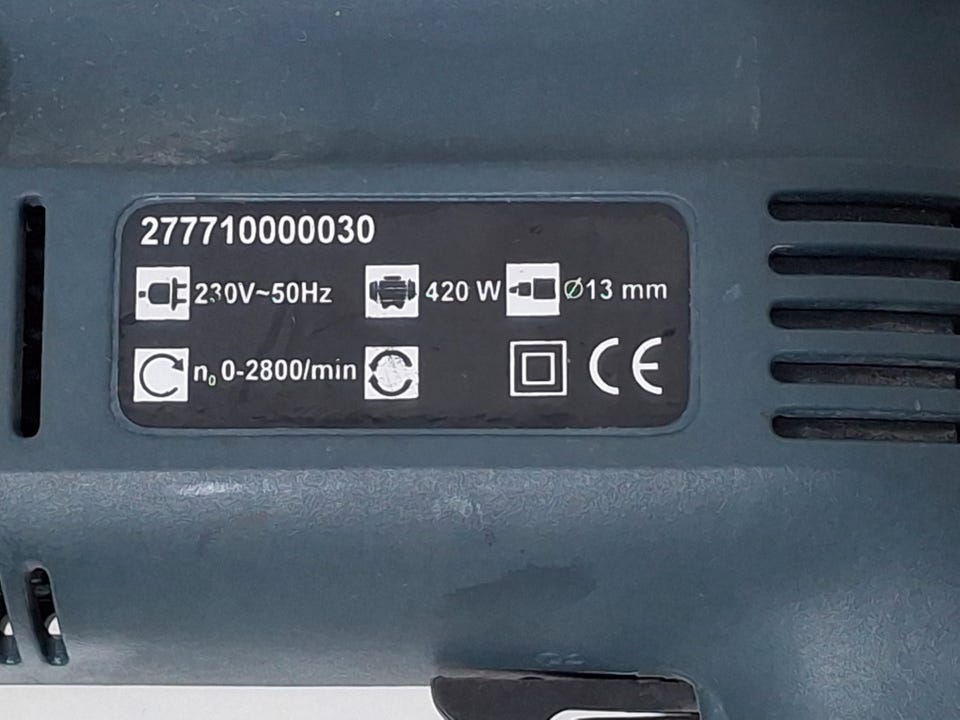 277710000030
230V~50Hz 420 W Ø13 mm
n₀ 0-2800/min CE